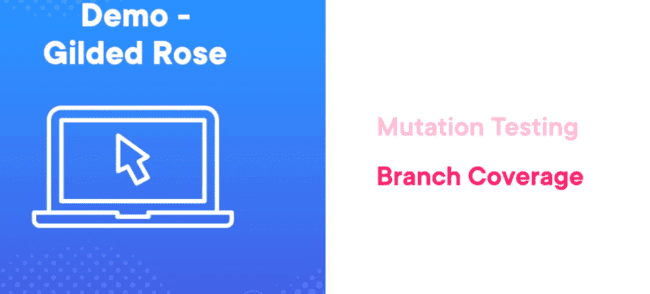 Demo -
Gilded Rose
Mutation Testing
Branch Coverage